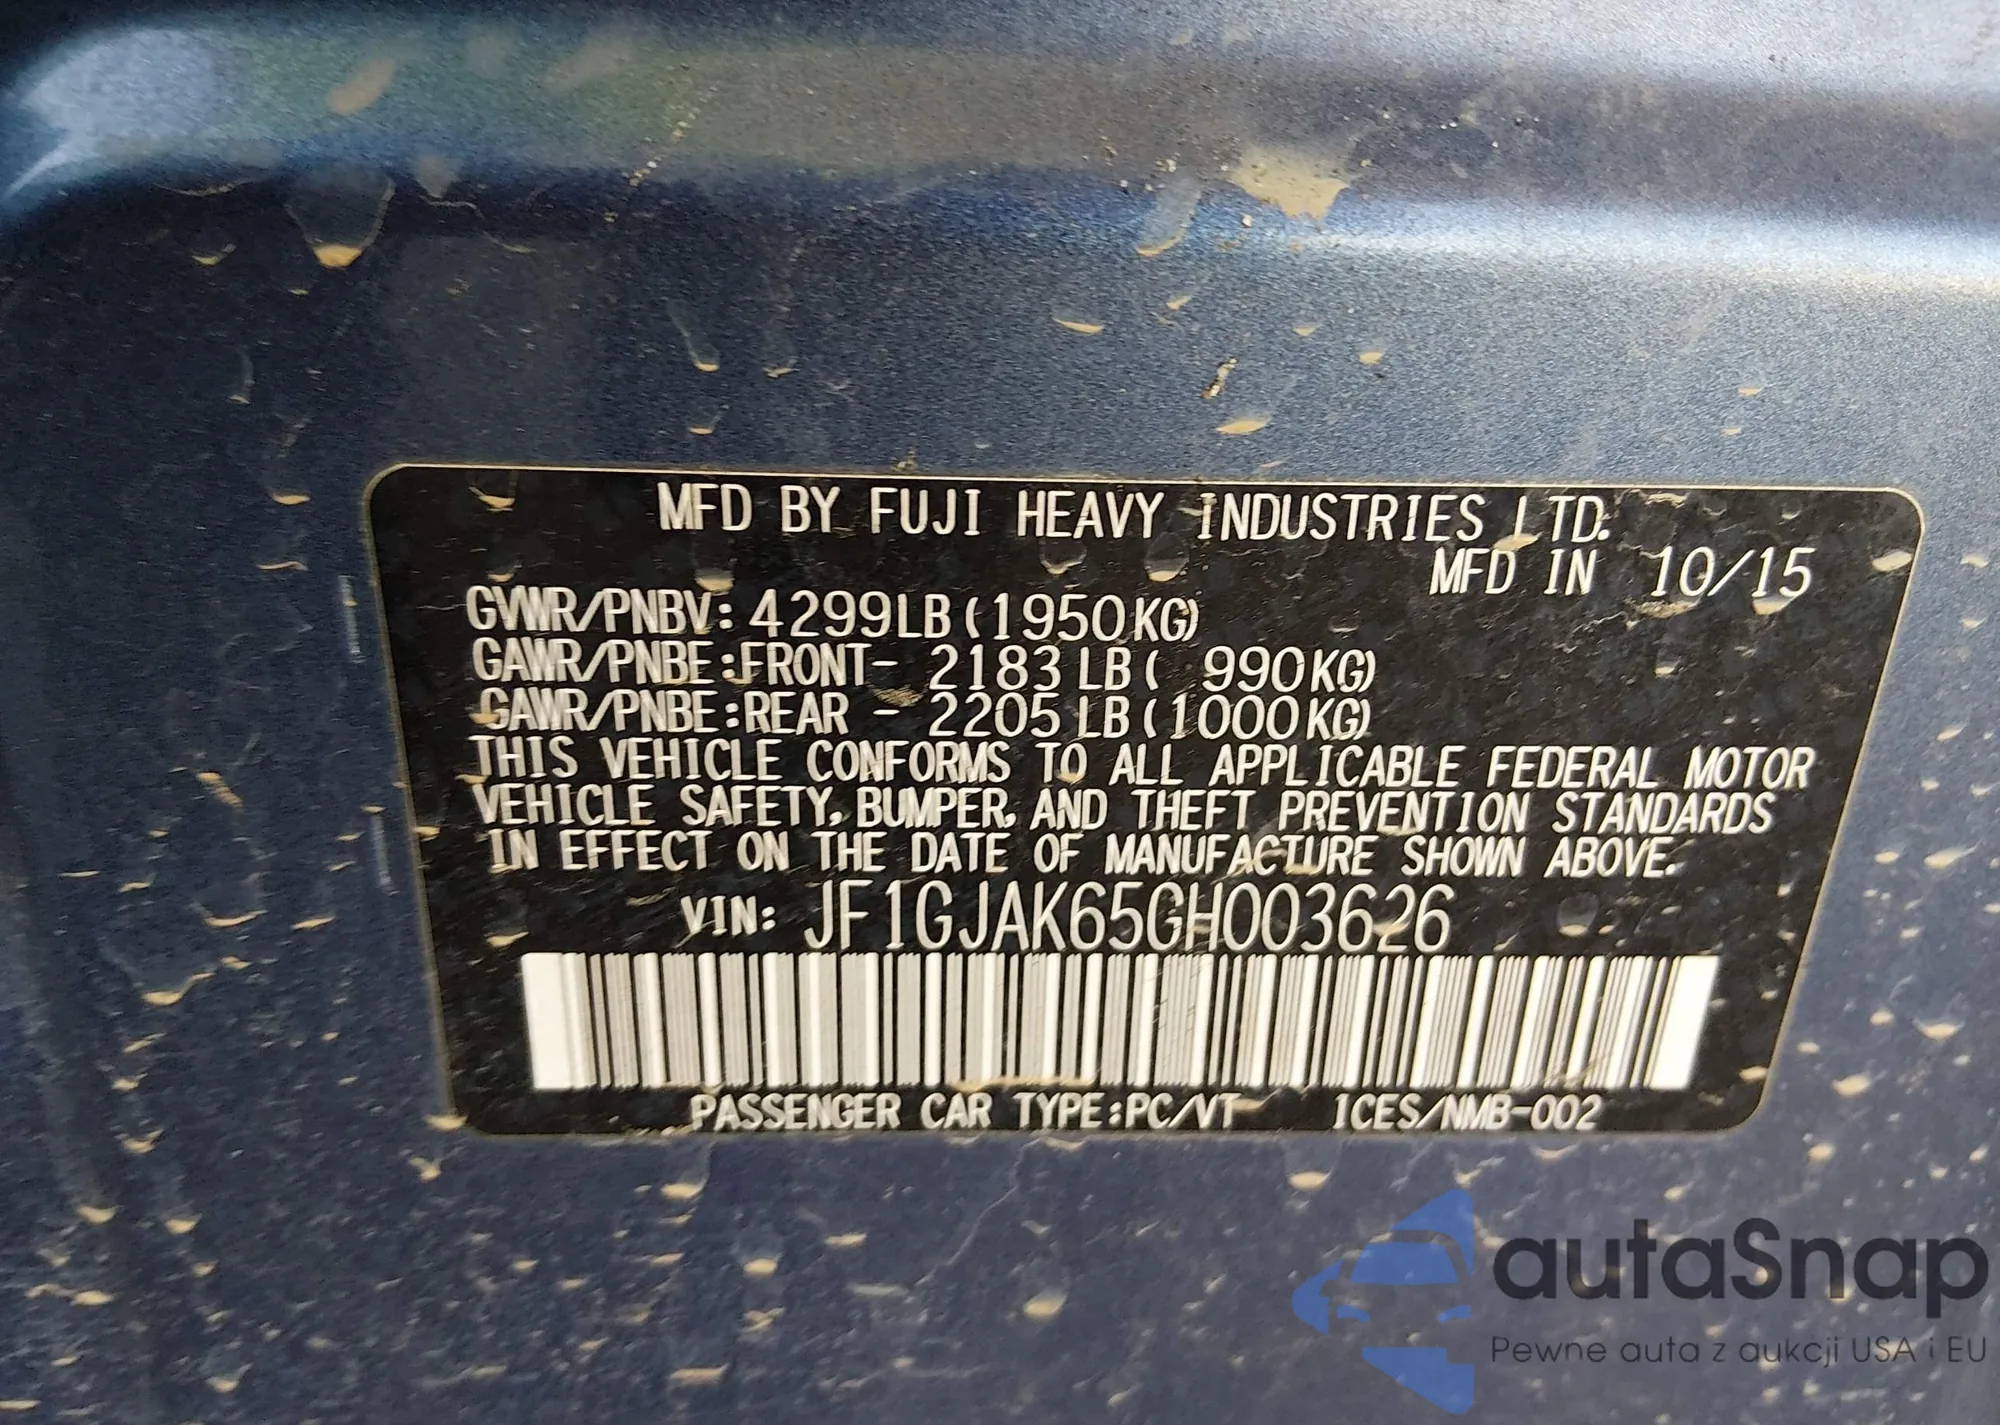 MFD BY FUJI HEAVY INDUSTRIES LTD.
MFD IN 10/15
GVWR/PNBV: 4299LB (1950KG)
GAWR/PNBE:FRONT- 2183 LB ( 990KG)
GAWR/PNBE:REAR - 2205 LB (1000KG)
THIS VEHICLE CONFORMS TO ALL APPLICABLE FEDERAL MOTOR
VEHICLE SAFETY, BUMPER, AND THEFT PREVENTION STANDARDS
IN EFFECT ON THE DATE OF MANUFACTURE SHOWN ABOVE.
VIN: JF1GJAK65GH003626
PASSENGER CAR TYPE:PC/VT ICES/NMB-002
autaSnap
Pewne auta z aukcji USA i EU